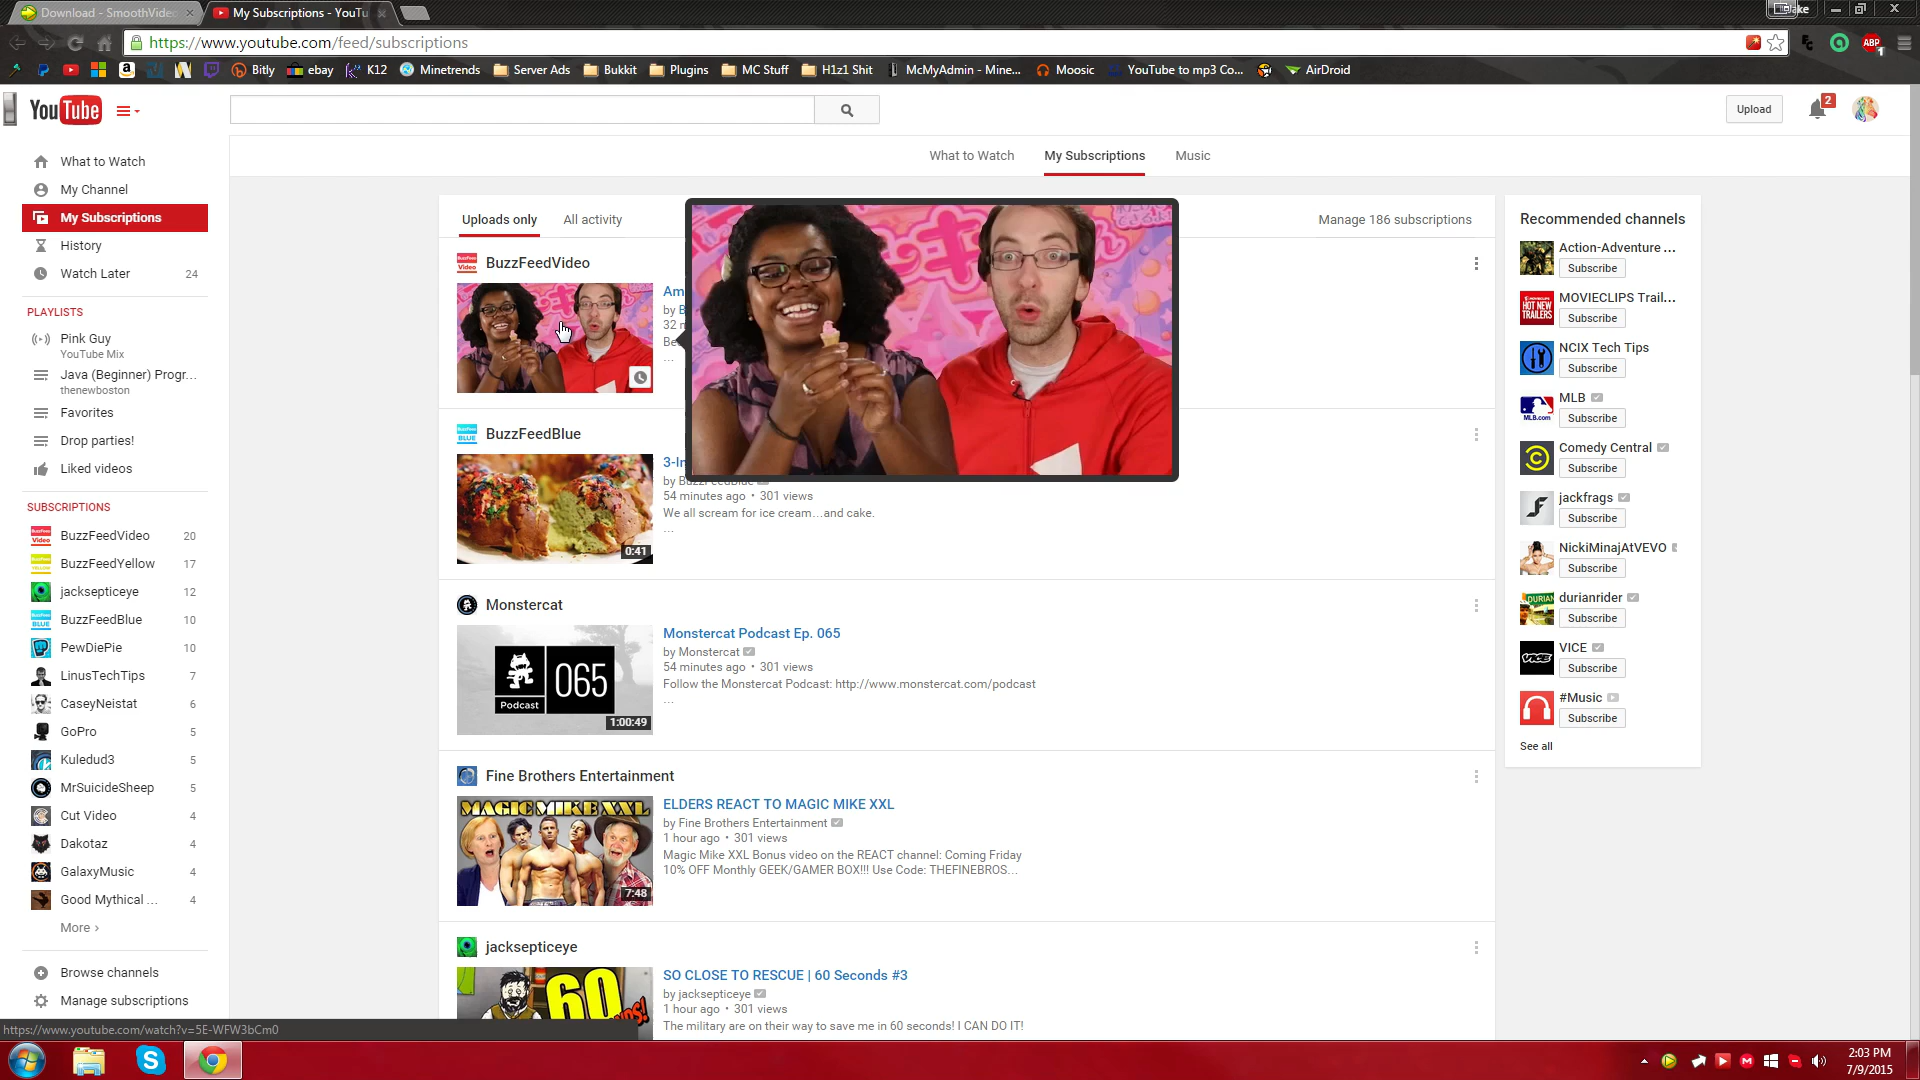 Download - SmoothVide
My Subscriptions - YouTu
https://www.youtube.com/feed/subscriptions
Bitly
ebay
K12
Minetrends
Server Ads
Bukkit
Plugins
MC Stuff
H1z1 Shit
McMyAdmin - Mine...
Moosic
YouTube to mp3 Co...
AirDroid
YouTube
Upload
2
What to Watch
My Subscriptions
Music
What to Watch
My Channel
My Subscriptions
History
Watch Later 24
PLAYLISTS
Pink Guy
YouTube Mix
Java (Beginner) Progr...
thenewboston
Favorites
Drop parties!
Liked videos
SUBSCRIPTIONS
BuzzFeedVideo 20
BuzzFeedYellow 17
jacksepticeye 12
BuzzFeedBlue 10
PewDiePie 10
LinusTechTips 7
CaseyNeistat 6
GoPro 5
Kuledud3 5
MrSuicideSheep 5
Cut Video 4
Dakotaz 4
GalaxyMusic 4
Good Mythical ... 4
More ›
Browse channels
Manage subscriptions
https://www.youtube.com/watch?v=5E-WFW3bCm0
Uploads only
All activity
Manage 186 subscriptions
BuzzFeedVideo
Am
by B
32 m
Bec
...
BuzzFeedBlue
3-In
by BuzzFeedBlue
54 minutes ago • 301 views
We all scream for ice cream...and cake.
...
0:41
Monstercat
Monstercat Podcast Ep. 065
by Monstercat
54 minutes ago • 301 views
Follow the Monstercat Podcast: http://www.monstercat.com/podcast
...
065
Podcast
1:00:49
Fine Brothers Entertainment
MAGIC MIKE XXL
7:48
ELDERS REACT TO MAGIC MIKE XXL
by Fine Brothers Entertainment
1 hour ago • 301 views
Magic Mike XXL Bonus video on the REACT channel: Coming Friday
10% OFF Monthly GEEK/GAMER BOX!!! Use Code: THEFINEBROS...
jacksepticeye
60
SO CLOSE TO RESCUE | 60 Seconds #3
by jacksepticeye
1 hour ago • 301 views
The military are on their way to save me in 60 seconds! I CAN DO IT!
Recommended channels
Action-Adventure ...
Subscribe
MOVIECLIPS Trail...
Subscribe
NCIX Tech Tips
Subscribe
MLB
Subscribe
Comedy Central
Subscribe
jackfrags
Subscribe
NickiMinajAtVEVO
Subscribe
durianrider
Subscribe
VICE
Subscribe
#Music
Subscribe
See all
2:03 PM
7/9/2015